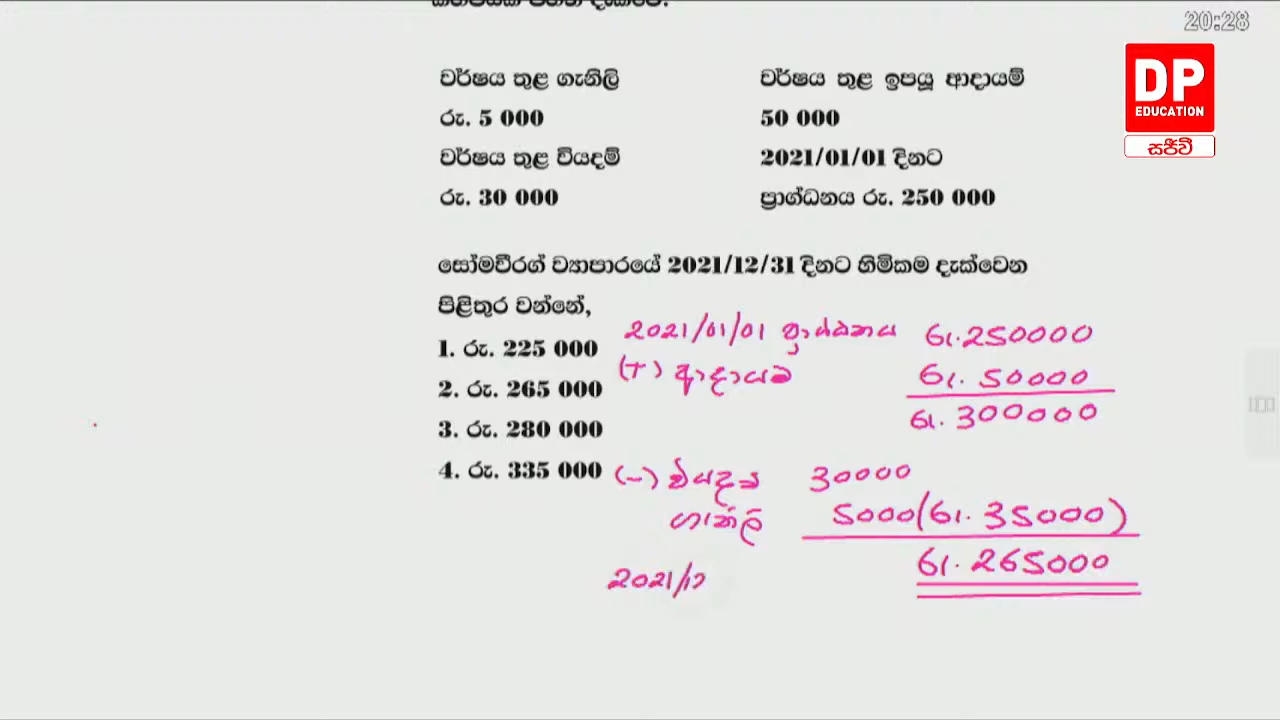 20:28
DP
EDUCATION
සජීවී
වර්ෂය තුළ ගැනිලි
රු. 5 000
වර්ෂය තුළ වියදම්
රු. 30 000
වර්ෂය තුළ ඉපයූ ආදායම්
50 000
2021/01/01 දිනට
ප්‍රාග්ධනය රු. 250 000
සෝමවීරගේ ව්‍යාපාරයේ 2021/12/31 දිනට හිමිකම දැක්වෙන
පිළිතුර වන්නේ,
1. රු. 225 000
2. රු. 265 000
3. රු. 280 000
4. රු. 335 000
2021/01/01 ප්‍රාග්ධනය රු. 250000
(+) ආදායම රු. 50000
රු. 300000
(-) වියදම් 30000
ගැනිලි 5000 (රු. 35000)
රු. 265000
2021/12